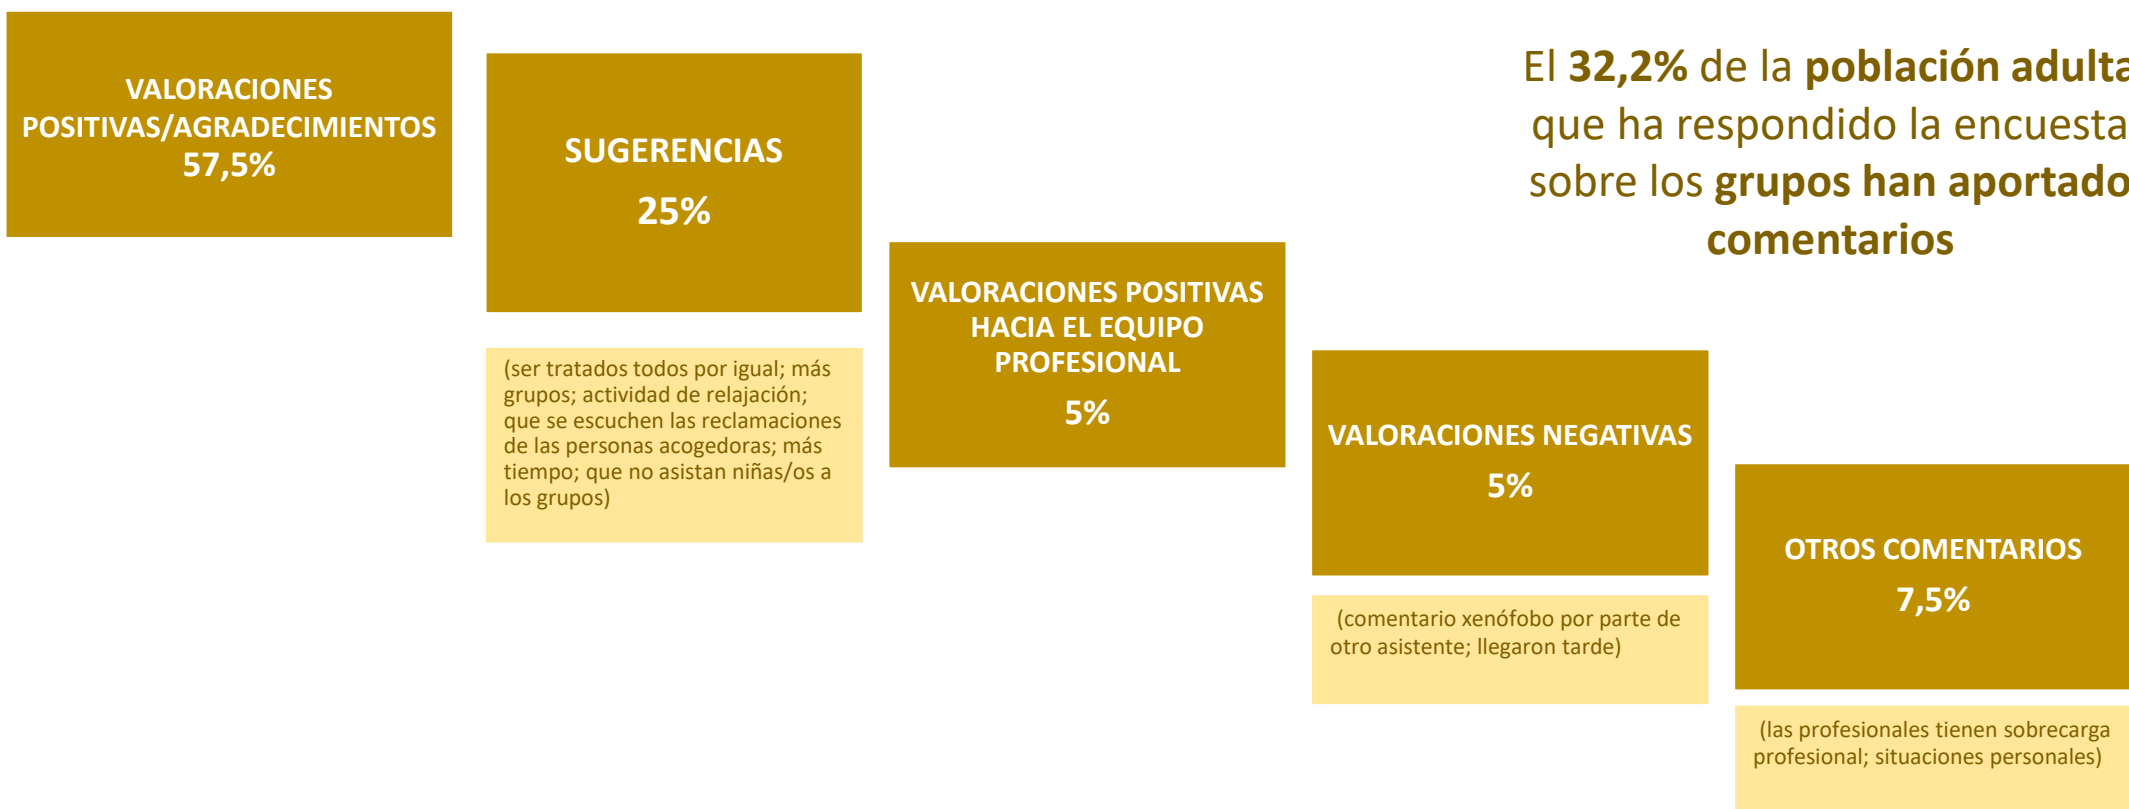 VALORACIONES
POSITIVAS/AGRADECIMIENTOS
57,5%
SUGERENCIAS
25%
(ser tratados todos por igual; más
grupos; actividad de relajación;
que se escuchen las reclamaciones
de las personas acogedoras; más
tiempo; que no asistan niñas/os a
los grupos)
VALORACIONES POSITIVAS
HACIA EL EQUIPO
PROFESIONAL
5%
VALORACIONES NEGATIVAS
5%
(comentario xenófobo por parte de
otro asistente; llegaron tarde)
OTROS COMENTARIOS
7,5%
(las profesionales tienen sobrecarga
profesional; situaciones personales)
El 32,2% de la población adulta
que ha respondido la encuesta
sobre los grupos han aportado
comentarios